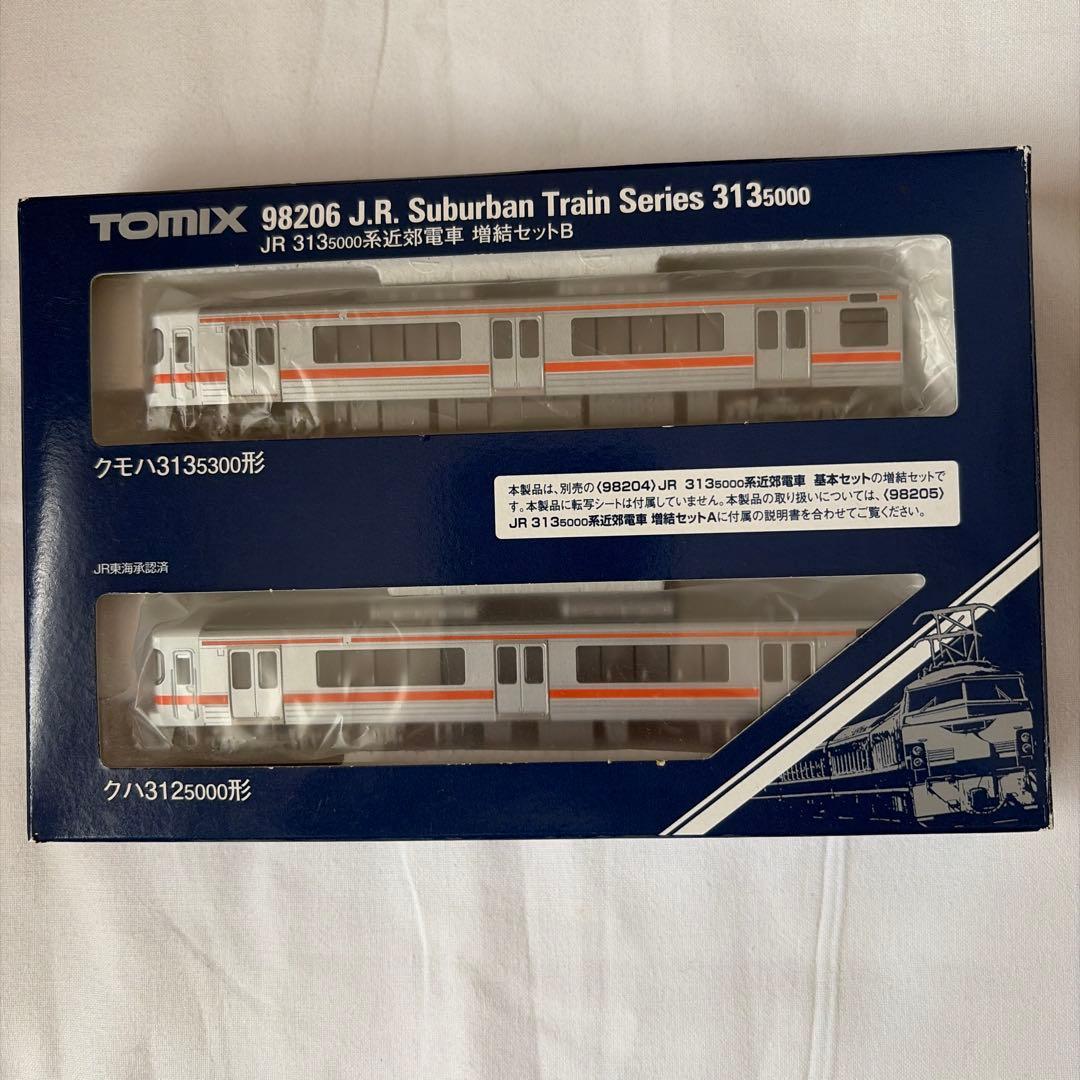 TOMIX 98206 J.R. Suburban Train Series 3135000
JR 3135000系近郊電車 増結セットB
クモハ3135300形
本製品は、別売の〈98204〉JR 3135000系近郊電車 基本セットの増結セットで
す。本製品に転写シートは付属していません。本製品の取り扱いについては、〈98205〉
JR 3135000系近郊電車 増結セットAに付属の説明書を合わせてご覧ください。
JR東海承認済
クハ3125000形